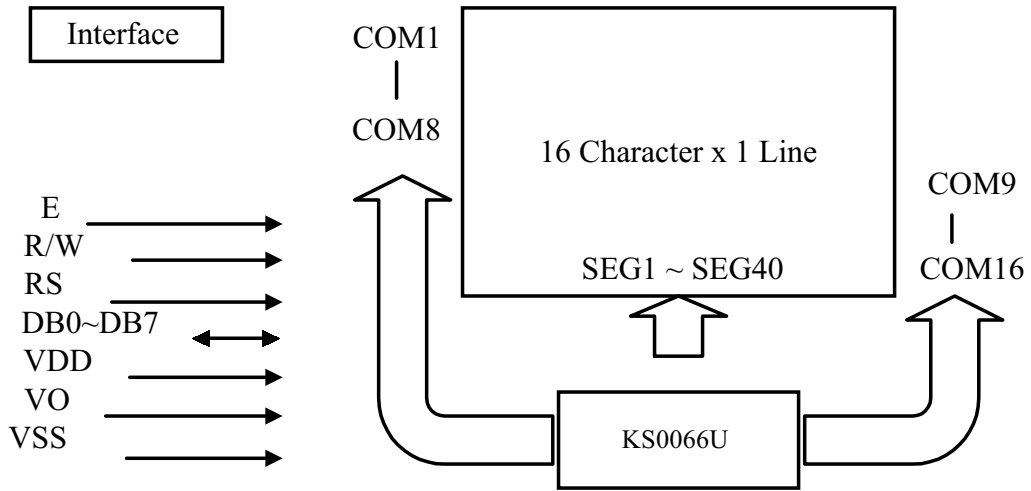 Interface
COM1
COM8
16 Character x 1 Line
SEG1 ~ SEG40
COM9
COM16
E
R/W
RS
DB0~DB7
VDD
VO
VSS
KS0066U